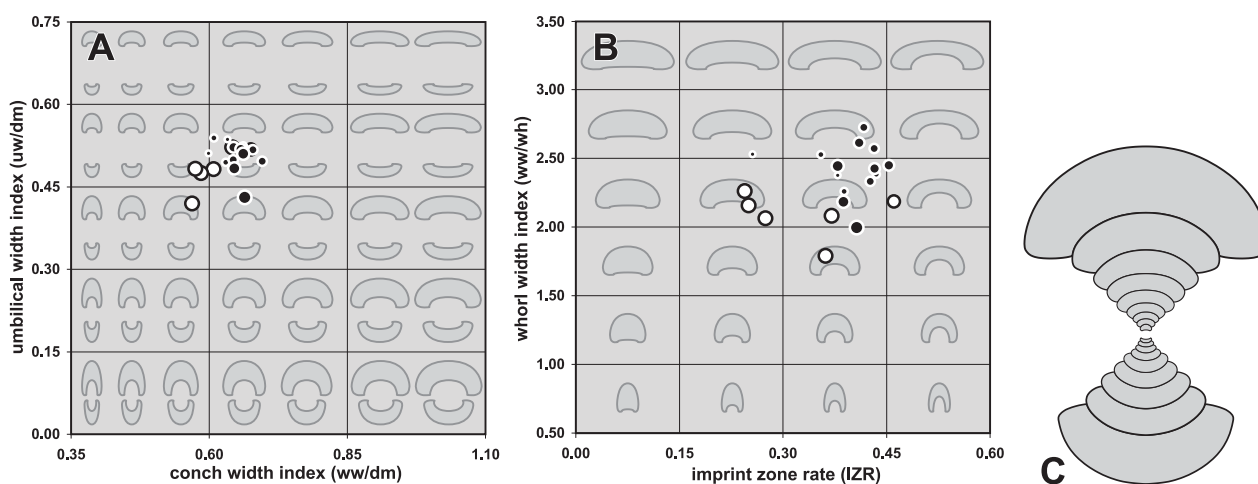 A
umbilical width index (uw/dm)
0.75
0.60
0.45
0.30
0.15
0.00
0.35 0.60 0.85 1.10
conch width index (ww/dm)
B
whorl width index (ww/wh)
3.50
3.00
2.50
2.00
1.50
1.00
0.50
0.00 0.15 0.30 0.45 0.60
imprint zone rate (IZR)
C